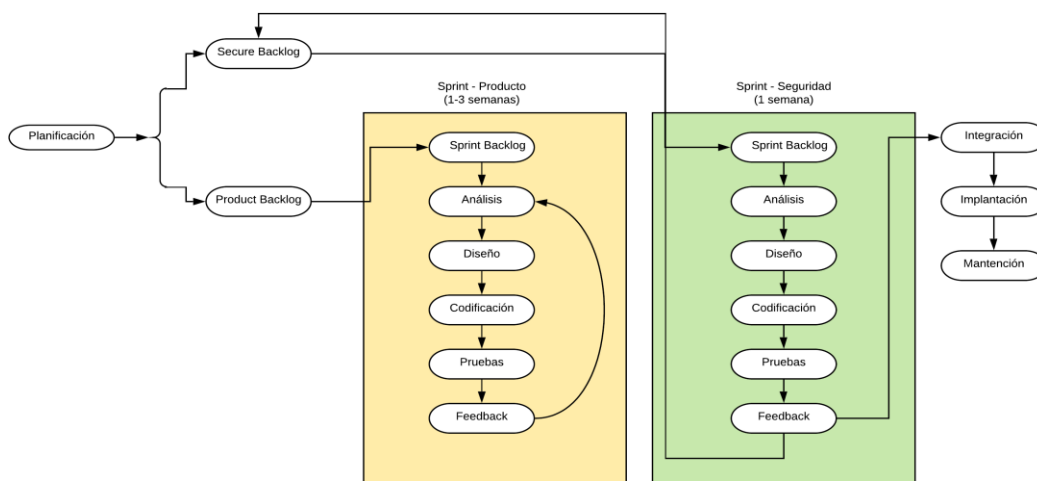 Secure Backlog
Planificación
Product Backlog
Sprint - Producto
(1-3 semanas)
Sprint Backlog
Análisis
Diseño
Codificación
Pruebas
Feedback
Sprint - Seguridad
(1 semana)
Sprint Backlog
Análisis
Diseño
Codificación
Pruebas
Feedback
Integración
Implantación
Mantención